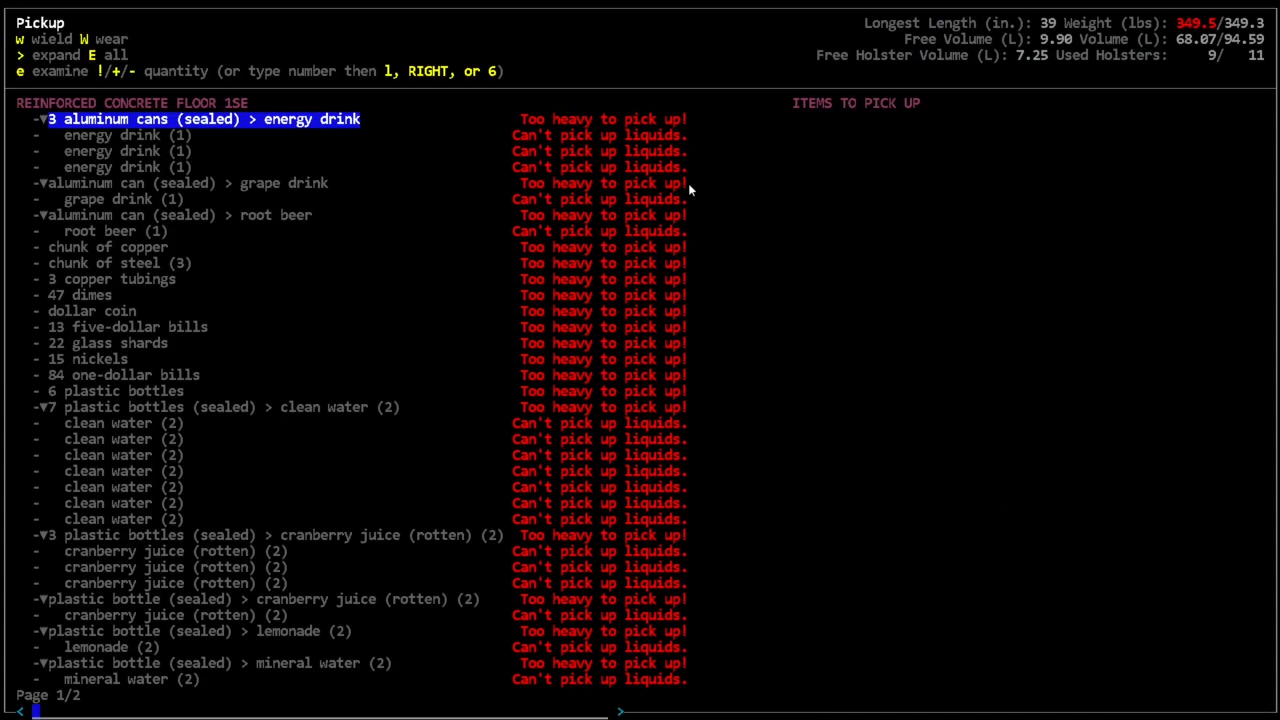 Pickup
Longest Length (in.): 39 Weight (lbs): 349.5/349.3
w wield W wear
Free Volume (L): 9.90 Volume (L): 68.07/94.59
> expand E all
Free Holster Volume (L): 7.25 Used Holsters: 9/ 11
e examine !/+/- quantity (or type number then l, RIGHT, or 6)
REINFORCED CONCRETE FLOOR 1SE
ITEMS TO PICK UP
-▼3 aluminum cans (sealed) > energy drink Too heavy to pick up!
- energy drink (1) Can't pick up liquids.
- energy drink (1) Can't pick up liquids.
- energy drink (1) Can't pick up liquids.
-▼aluminum can (sealed) > grape drink Too heavy to pick up!
- grape drink (1) Can't pick up liquids.
-▼aluminum can (sealed) > root beer Too heavy to pick up!
- root beer (1) Can't pick up liquids.
- chunk of copper Too heavy to pick up!
- chunk of steel (3) Too heavy to pick up!
- 3 copper tubings Too heavy to pick up!
- 47 dimes Too heavy to pick up!
- dollar coin Too heavy to pick up!
- 13 five-dollar bills Too heavy to pick up!
- 22 glass shards Too heavy to pick up!
- 15 nickels Too heavy to pick up!
- 84 one-dollar bills Too heavy to pick up!
- 6 plastic bottles Too heavy to pick up!
-▼7 plastic bottles (sealed) > clean water (2) Too heavy to pick up!
- clean water (2) Can't pick up liquids.
- clean water (2) Can't pick up liquids.
- clean water (2) Can't pick up liquids.
- clean water (2) Can't pick up liquids.
- clean water (2) Can't pick up liquids.
- clean water (2) Can't pick up liquids.
- clean water (2) Can't pick up liquids.
-▼3 plastic bottles (sealed) > cranberry juice (rotten) (2) Too heavy to pick up!
- cranberry juice (rotten) (2) Can't pick up liquids.
- cranberry juice (rotten) (2) Can't pick up liquids.
- cranberry juice (rotten) (2) Can't pick up liquids.
-▼plastic bottle (sealed) > cranberry juice (rotten) (2) Too heavy to pick up!
- cranberry juice (rotten) (2) Can't pick up liquids.
-▼plastic bottle (sealed) > lemonade (2) Too heavy to pick up!
- lemonade (2) Can't pick up liquids.
-▼plastic bottle (sealed) > mineral water (2) Too heavy to pick up!
- mineral water (2) Can't pick up liquids.
Page 1/2
< >